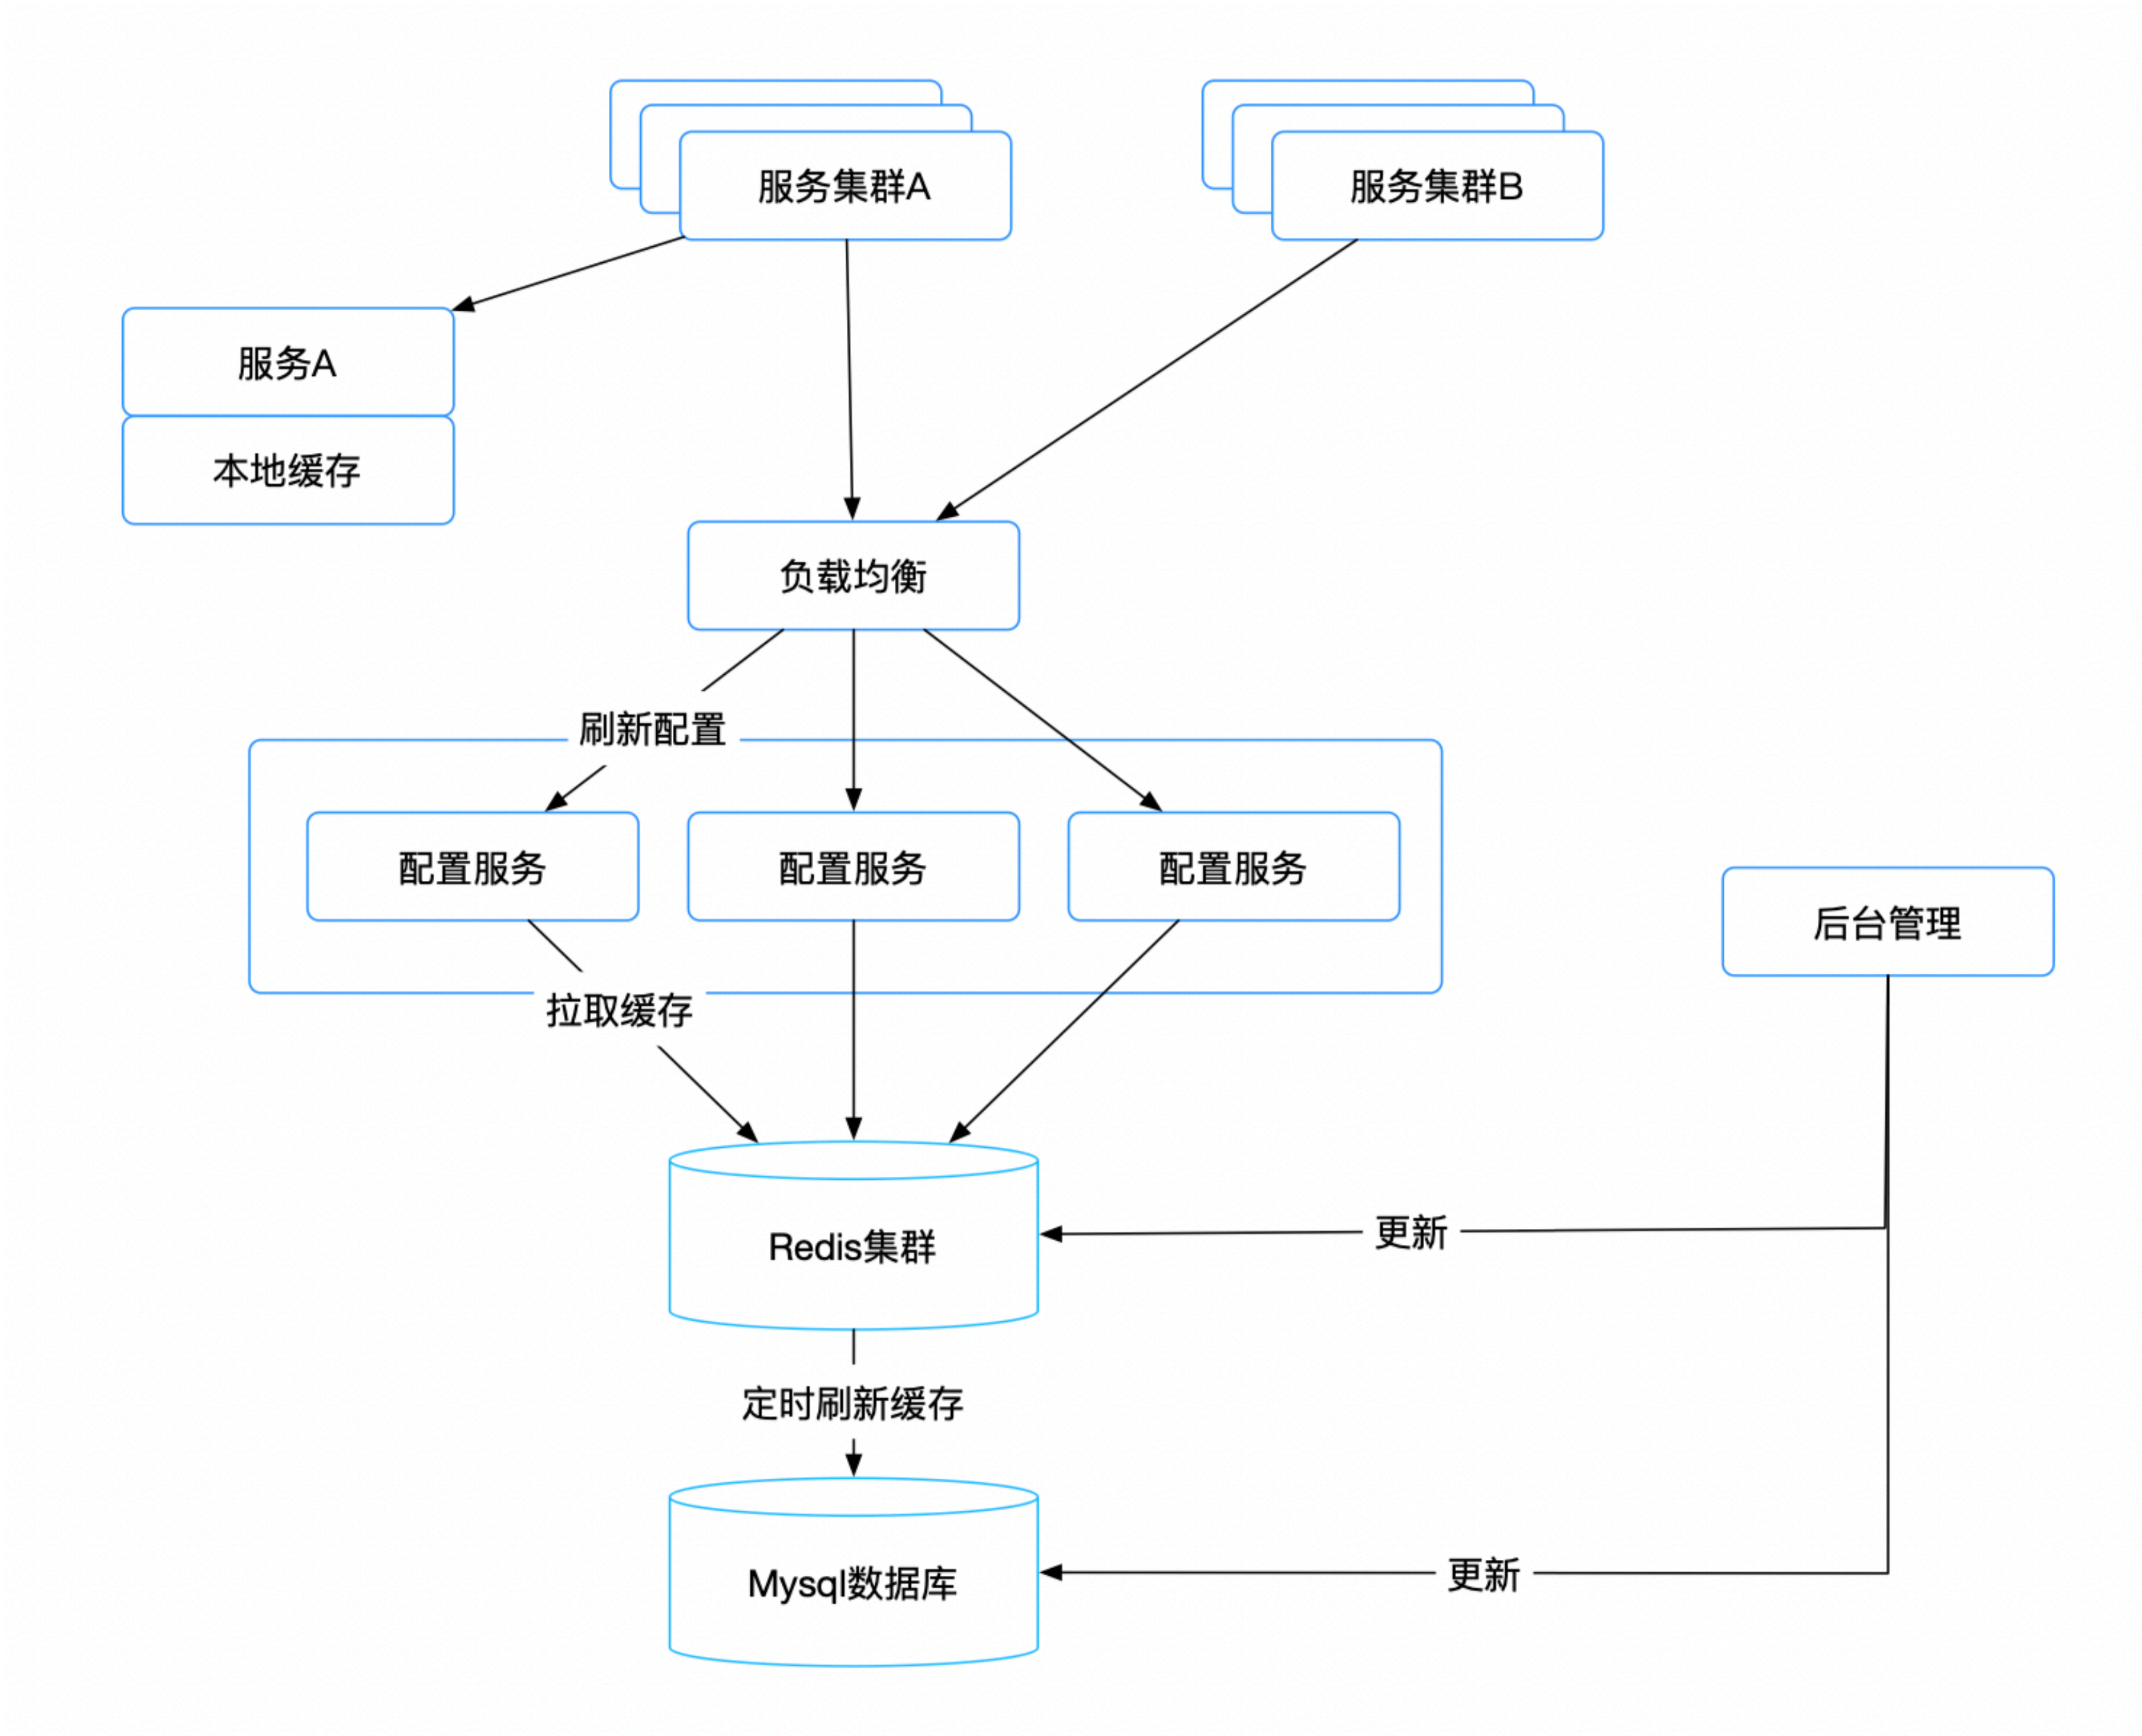 服务集群A
服务集群B
服务A
本地缓存
负载均衡
刷新配置
配置服务
配置服务
配置服务
后台管理
拉取缓存
Redis集群
更新
定时刷新缓存
Mysql数据库
更新